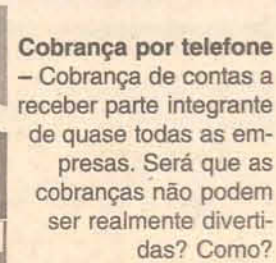 Cobrança por telefone
– Cobrança de contas a
receber parte integrante
de quase todas as em-
presas. Será que as
cobranças não podem
ser realmente diverti-
das? Como?